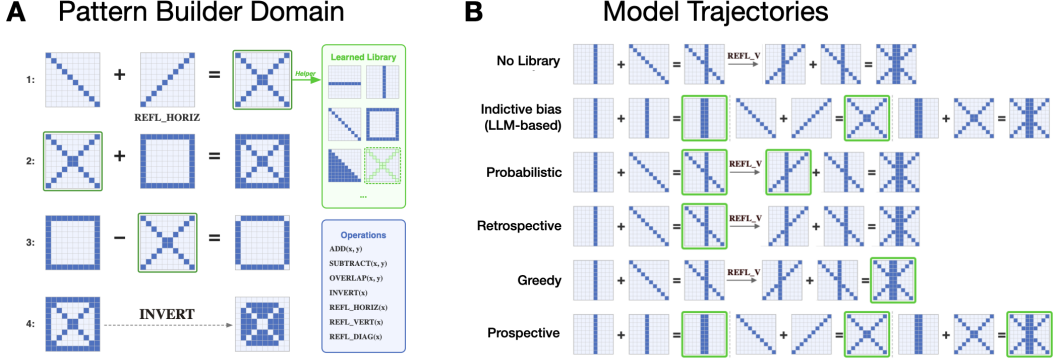 A Pattern Builder Domain
1: + =
REFL_HORIZ
Helper
Learned Library
...
2: + =
3: − =
4: INVERT
Operations
ADD(x, y)
SUBTRACT(x, y)
OVERLAP(x, y)
INVERT(x)
REFL_HORIZ(x)
REFL_VERT(x)
REFL_DIAG(x)
B Model Trajectories
No Library + = REFL_V + =
Indictive bias
(LLM-based) + = + = + =
Probabilistic + = REFL_V + =
Retrospective + = REFL_V + =
Greedy + = REFL_V + =
Prospective + = + = + =